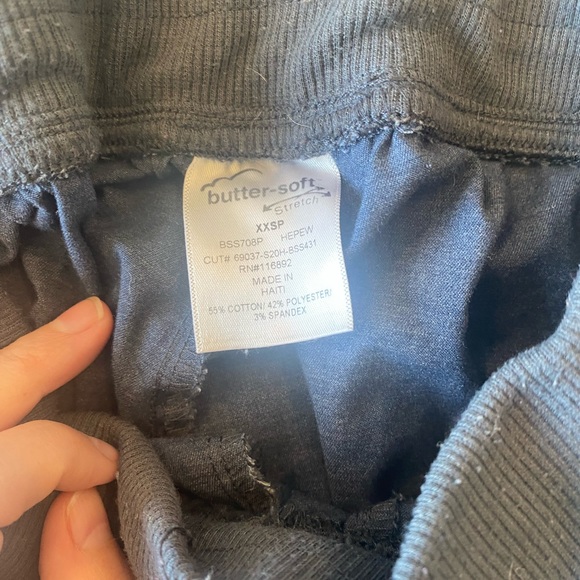 butter-soft
Stretch
XXSP
BSS708P HEPEW
CUT# 69037-S20H-BSS431
RN#116892
MADE IN
HAITI
55% COTTON/ 42% POLYESTER/
3% SPANDEX